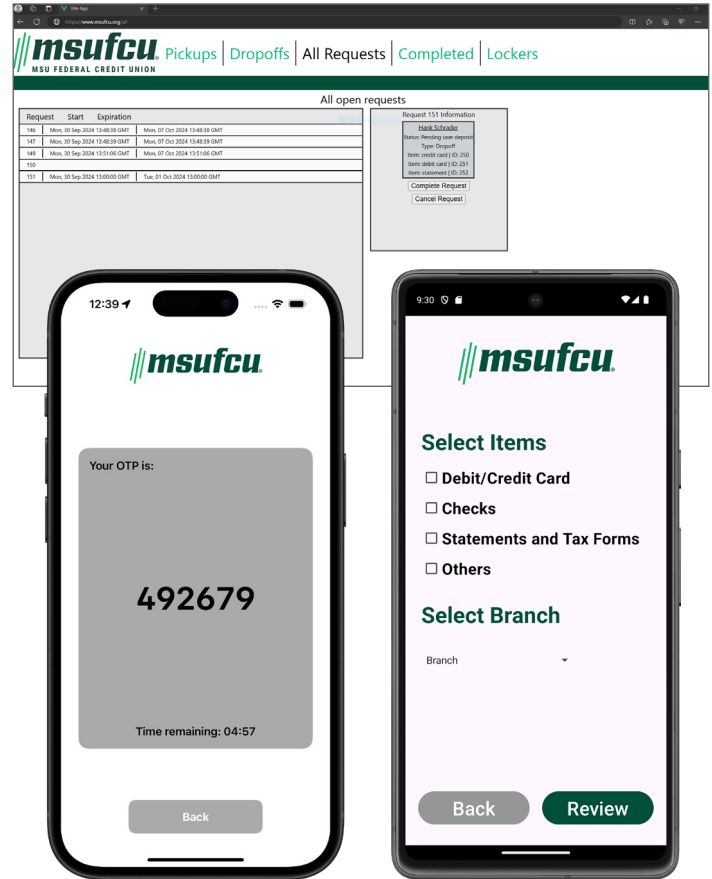 Vite App
https://www.msufcu.org/all
msufcu.
MSU FEDERAL CREDIT UNION
Pickups | Dropoffs | All Requests | Completed | Lockers
All open requests
Request Start Expiration
146 Mon, 30 Sep 2024 13:48:38 GMT Mon, 07 Oct 2024 13:48:38 GMT
147 Mon, 30 Sep 2024 13:48:39 GMT Mon, 07 Oct 2024 13:48:39 GMT
149 Mon, 30 Sep 2024 13:51:06 GMT Mon, 07 Oct 2024 13:51:06 GMT
150
151 Mon, 30 Sep 2024 13:00:00 GMT Tue, 01 Oct 2024 13:00:00 GMT
Request 151 Information
Hank Schrader
Status: Pending user deposit
Type: Dropoff
Item: credit card | ID: 250
Item: debit card | ID: 251
Item: statement | ID: 252
Complete Request
Cancel Request
12:39
msufcu.
Your OTP is:
492679
Time remaining: 04:57
Back
9:30
msufcu.
Select Items
Debit/Credit Card
Checks
Statements and Tax Forms
Others
Select Branch
Branch
Back
Review